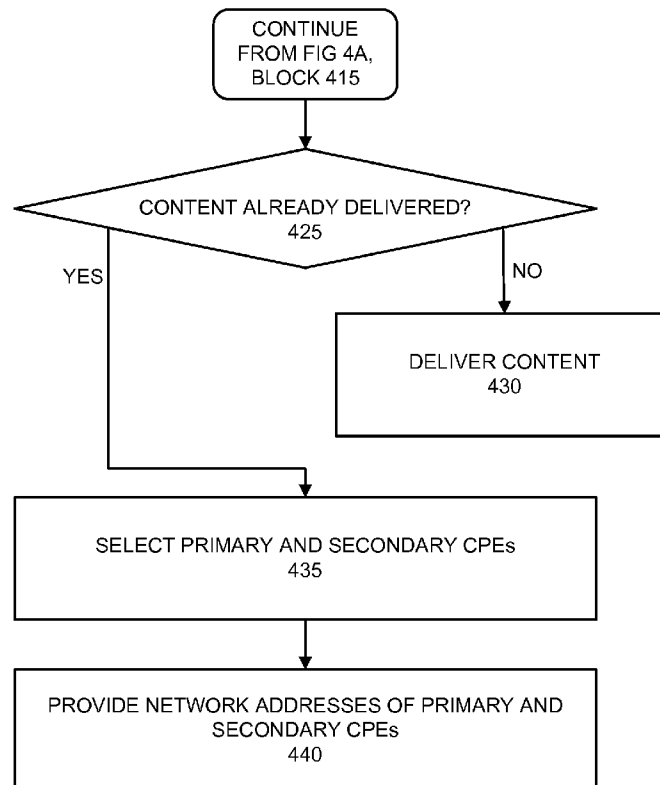 CONTINUE
FROM FIG 4A,
BLOCK 415
CONTENT ALREADY DELIVERED?
425
YES
NO
DELIVER CONTENT
430
SELECT PRIMARY AND SECONDARY CPEs
435
PROVIDE NETWORK ADDRESSES OF PRIMARY AND
SECONDARY CPEs
440